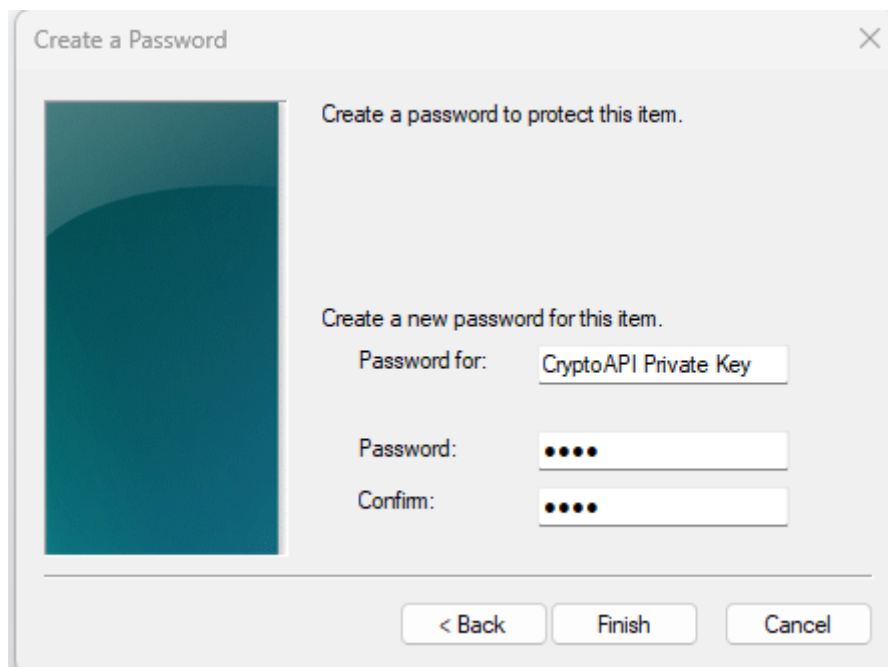 Create a Password
Create a password to protect this item.
Create a new password for this item.
Password for: CryptoAPI Private Key
Password: ●●●●
Confirm: ●●●●
< Back Finish Cancel